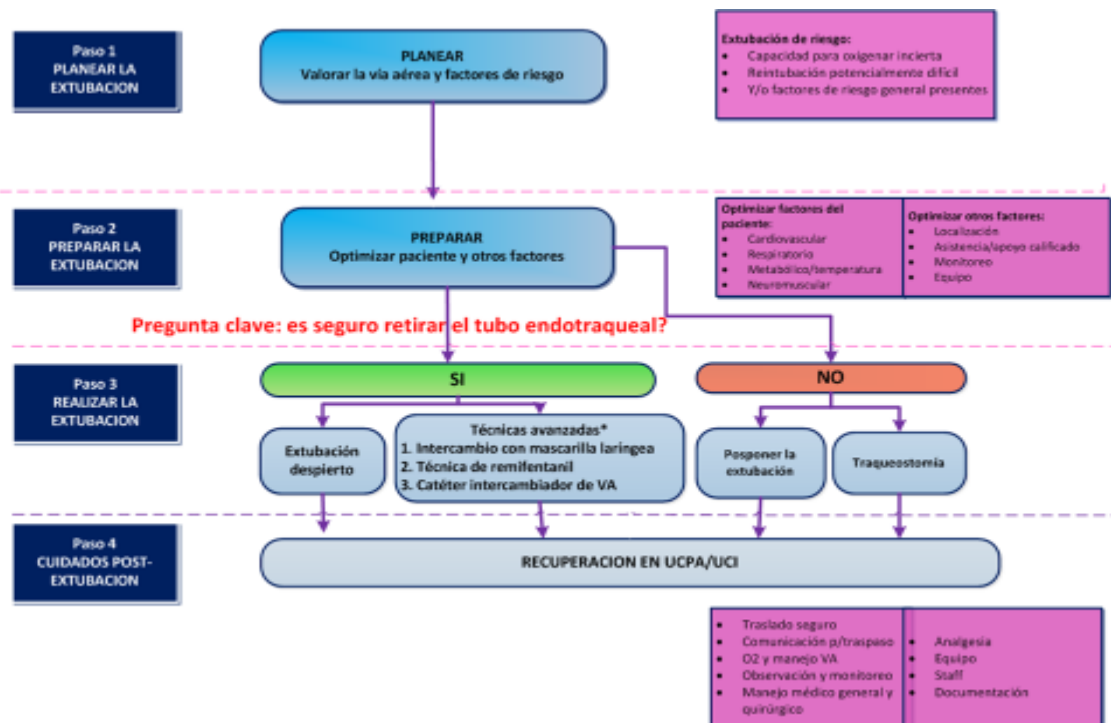 Paso 1
PLANEAR LA
EXTUBACION
PLANEAR
Valorar la vía aérea y factores de riesgo
Extubación de riesgo:
• Capacidad para oxigenar incierta
• Reintubación potencialmente difícil
• Y/o factores de riesgo general presentes
Paso 2
PREPARAR LA
EXTUBACION
PREPARAR
Optimizar paciente y otros factores
Optimizar factores del
paciente:
• Cardiovascular
• Respiratorio
• Metabólico/temperatura
• Neuromuscular
Optimizar otros factores:
• Localización
• Asistencia/apoyo calificado
• Monitoreo
• Equipo
Pregunta clave: es seguro retirar el tubo endotraqueal?
Paso 3
REALIZAR LA
EXTUBACION
SI
NO
Extubación
despierto
Técnicas avanzadas*
1. Intercambio con mascarilla laríngea
2. Técnica de remifentanil
3. Catéter intercambiador de VA
Posponer la
extubación
Traqueostomía
Paso 4
CUIDADOS POST-
EXTUBACION
RECUPERACION EN UCPA/UCI
• Traslado seguro
• Comunicación p/traspaso
• O2 y manejo VA
• Observación y monitoreo
• Manejo médico general y
quirúrgico
• Analgesia
• Equipo
• Staff
• Documentación